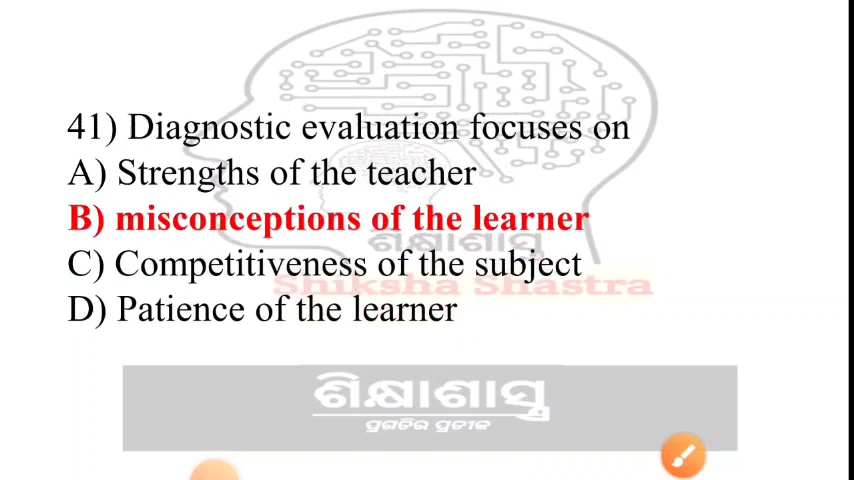 41) Diagnostic evaluation focuses on
A) Strengths of the teacher
B) misconceptions of the learner
ଶିକ୍ଷାଶାସ୍ତ୍ର
C) Competitiveness of the subject
Shiksha Shastra
D) Patience of the learner
ଶିକ୍ଷାଶାସ୍ତ୍ର
ପ୍ରଗତିର ପ୍ରତୀକ